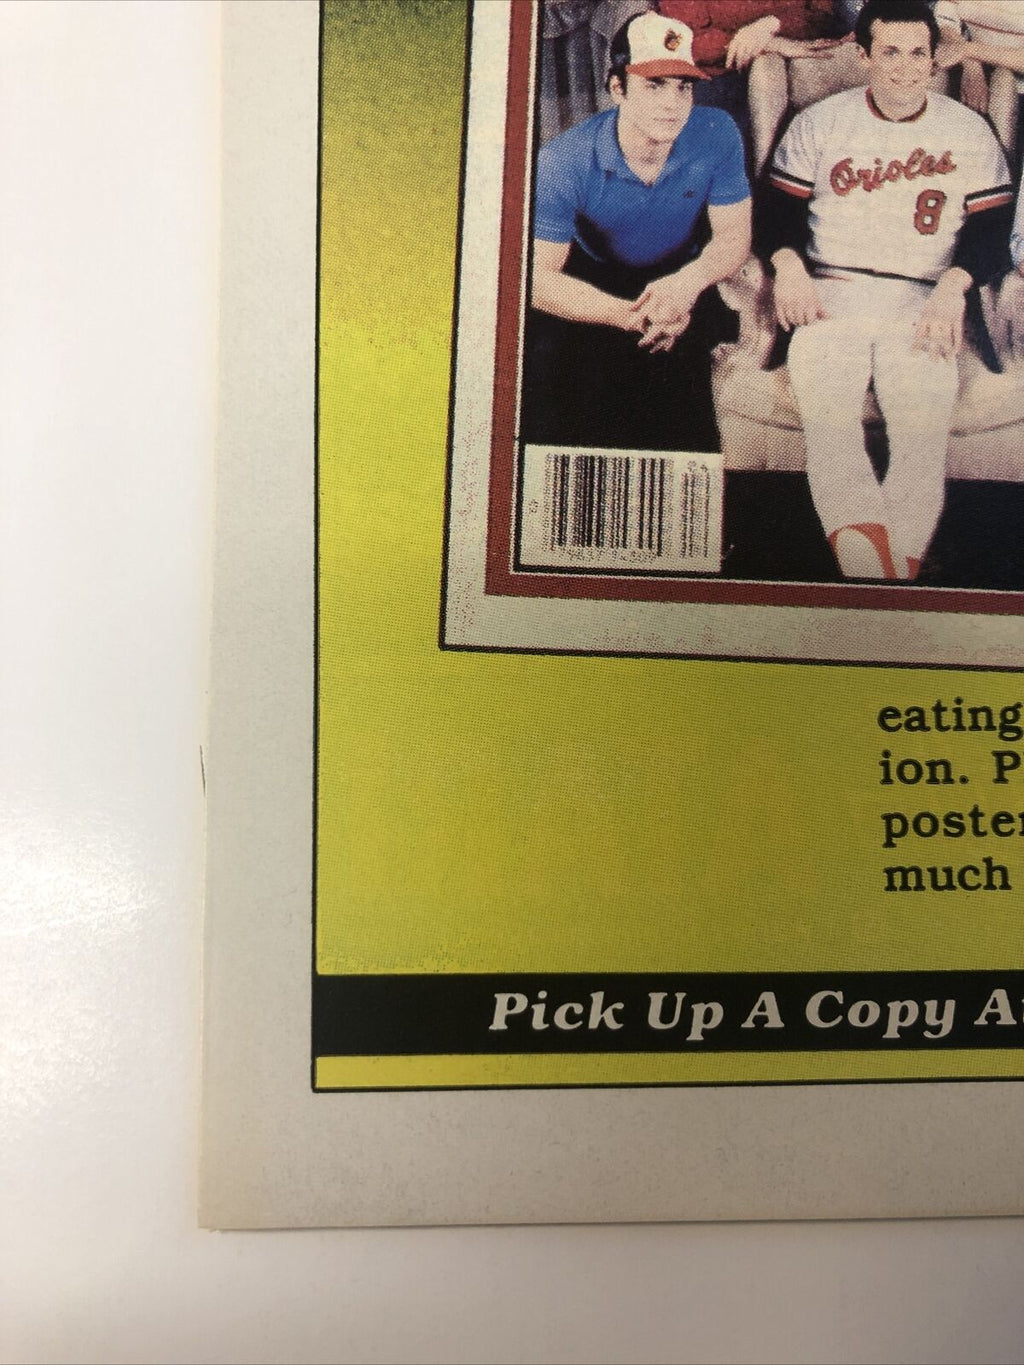 Orioles
8
eating
ion. P
poster
much
Pick Up A Copy A